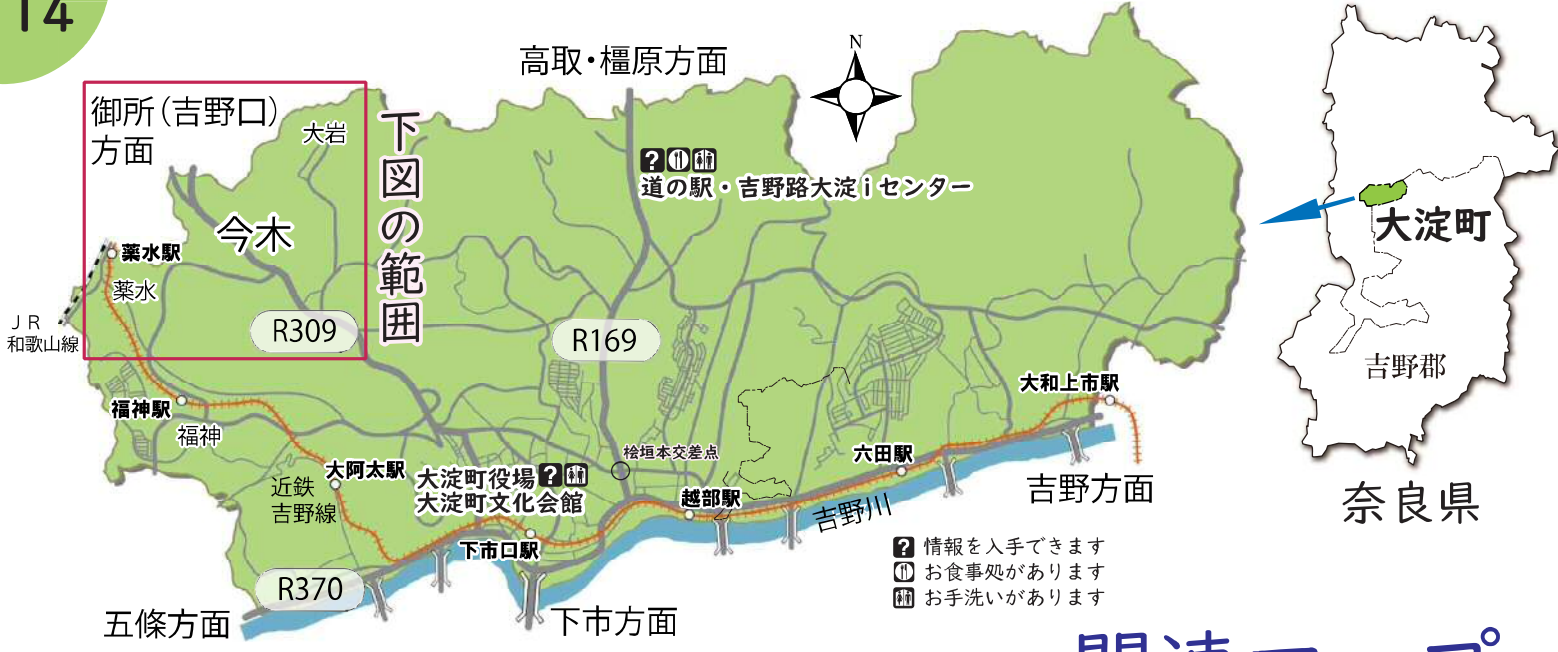 14
高取・橿原方面
N
御所（吉野口）
方面
大岩
下図の範囲
?
道の駅・吉野路大淀iセンター
今木
大淀町
薬水駅
薬水
JR
和歌山線
R309
R169
吉野郡
大和上市駅
福神駅
福神
桧垣本交差点
六田駅
大阿太駅
大淀町役場?
大淀町文化会館
近鉄
吉野線
越部駅
吉野川
吉野方面
奈良県
下市口駅
? 情報を入手できます
お食事処があります
お手洗いがあります
R370
五條方面
下市方面
関連マップ